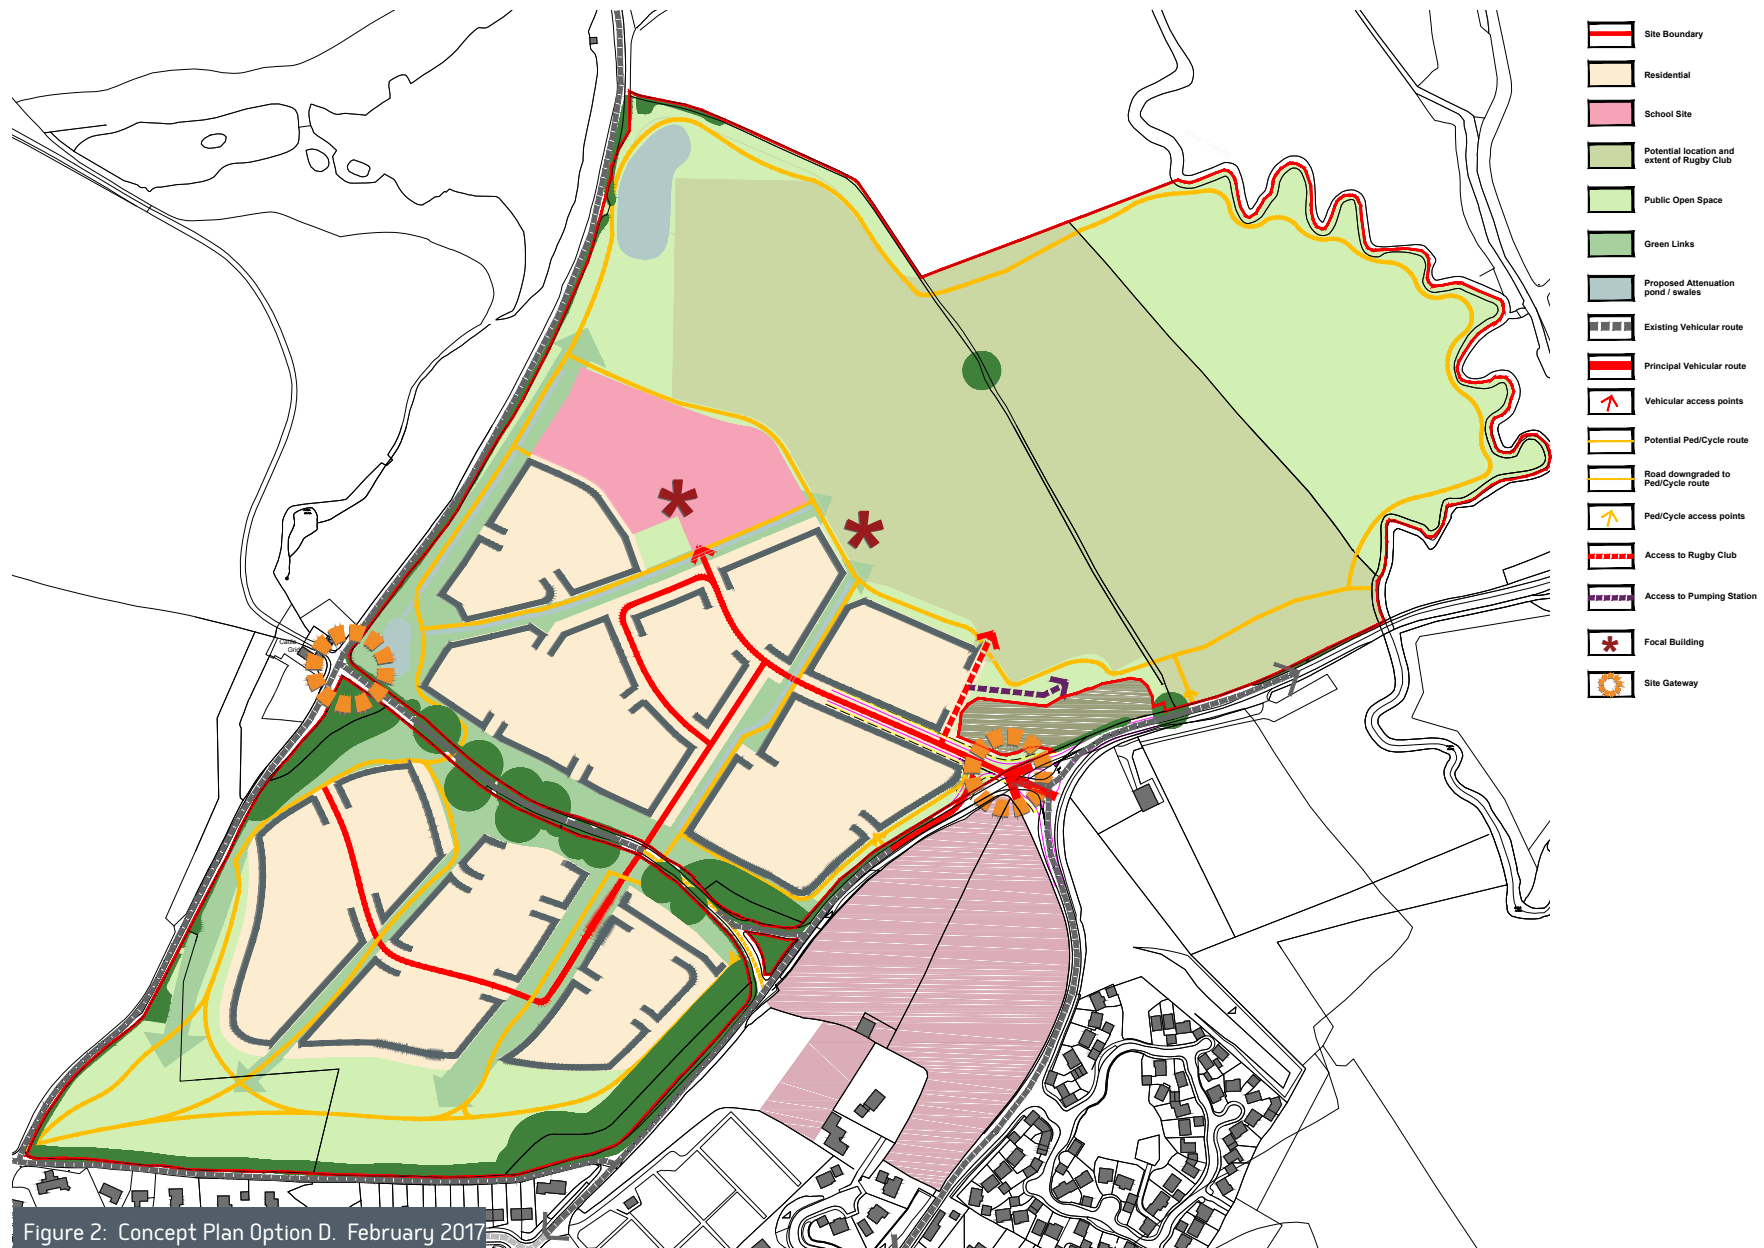 Site Boundary
Residential
School Site
Potential location and
extent of Rugby Club
Public Open Space
Green Links
Proposed Attenuation
pond / swales
Existing Vehicular route
Principal Vehicular route
Vehicular access points
Potential Ped/Cycle route
Road downgraded to
Ped/Cycle route
Ped/Cycle access points
Access to Rugby Club
Access to Pumping Station
Focal Building
Site Gateway
Figure 2: Concept Plan Option D. February 2017